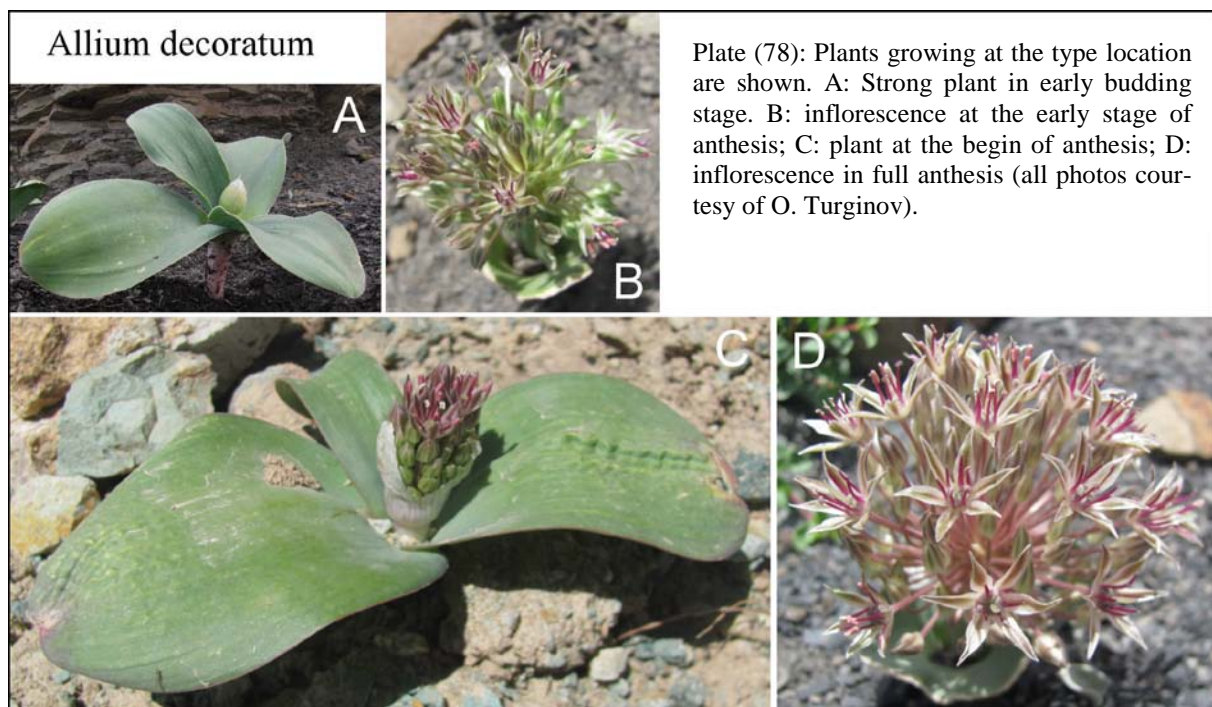 Allium decoratum
Plate (78): Plants growing at the type location
are shown. A: Strong plant in early budding
stage. B: inflorescence at the early stage of
anthesis; C: plant at the begin of anthesis; D:
inflorescence in full anthesis (all photos cour-
tesy of O. Turginov).
A
B
C
D